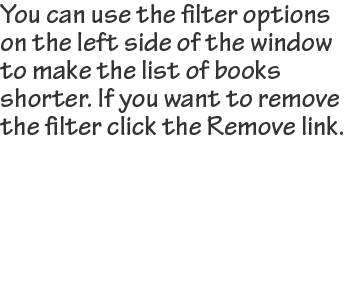 You can use the filter options
on the left side of the window
to make the list of books
shorter. If you want to remove
the filter click the Remove link.